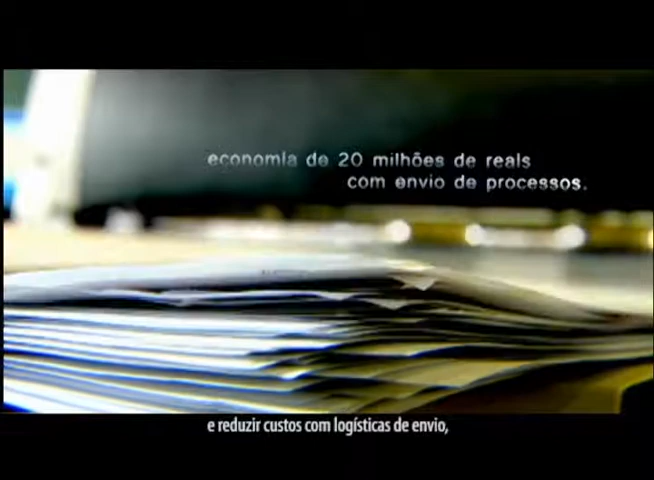 economia de 20 milhões de reais
com envio de processos.
e reduzir custos com logísticas de envio,